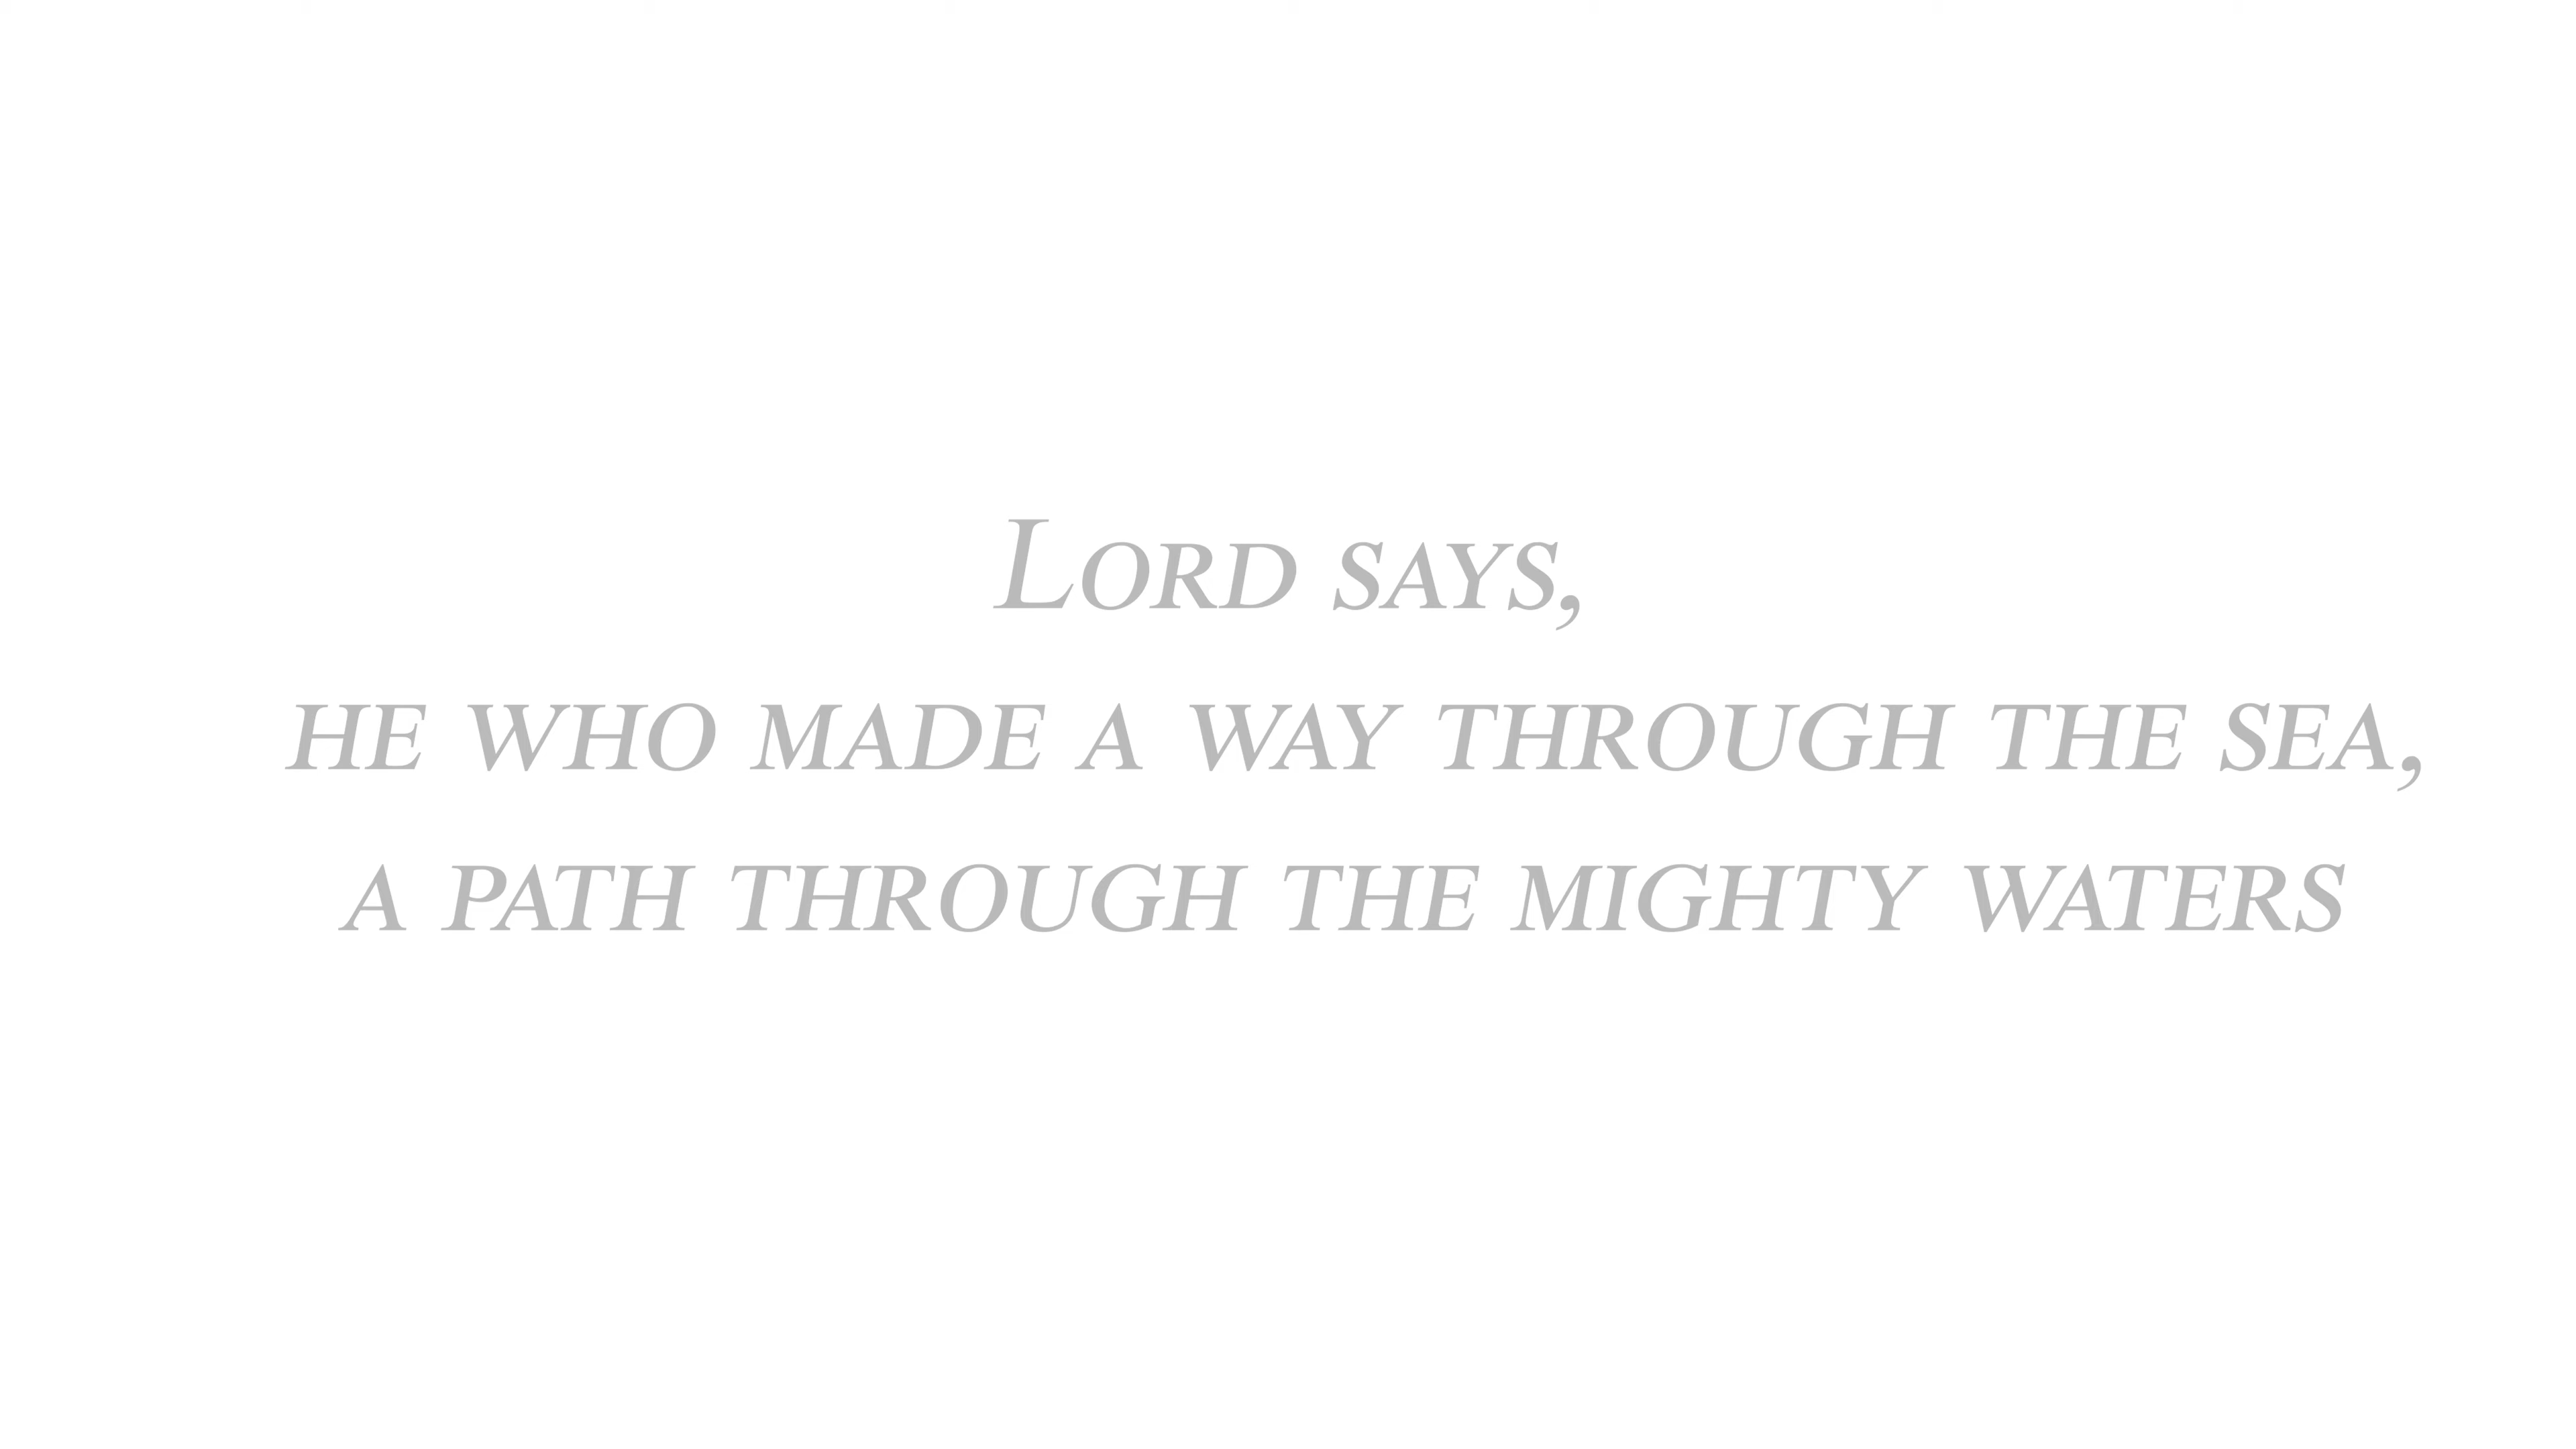 Lord says,
he who made a way through the sea,
a path through the mighty waters